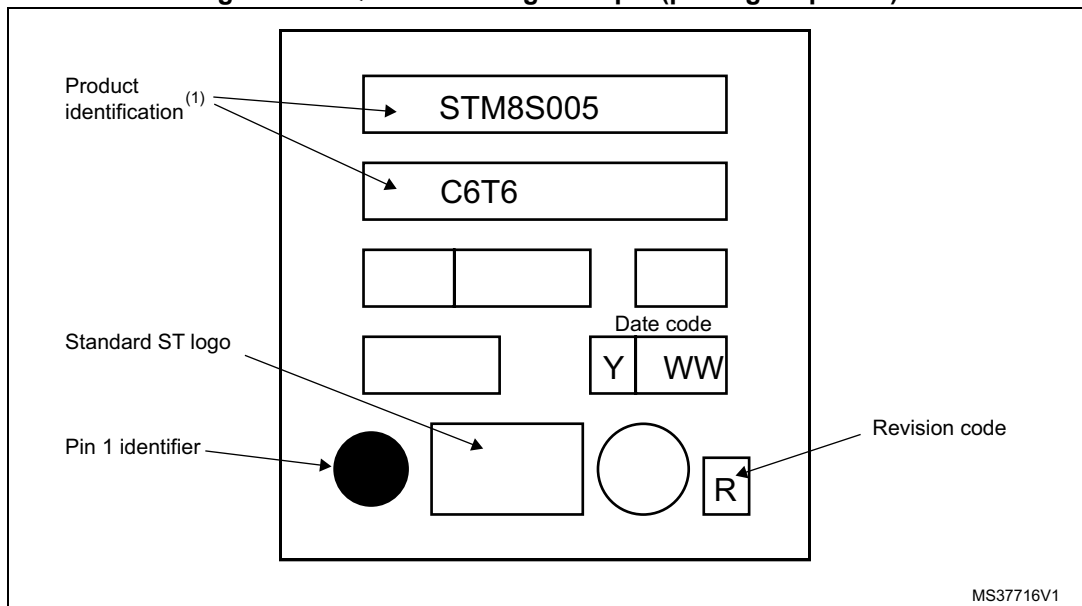 Product
identification(1)
STM8S005
C6T6
Date code
Standard ST logo
Y WW
Pin 1 identifier
Revision code
R
MS37716V1